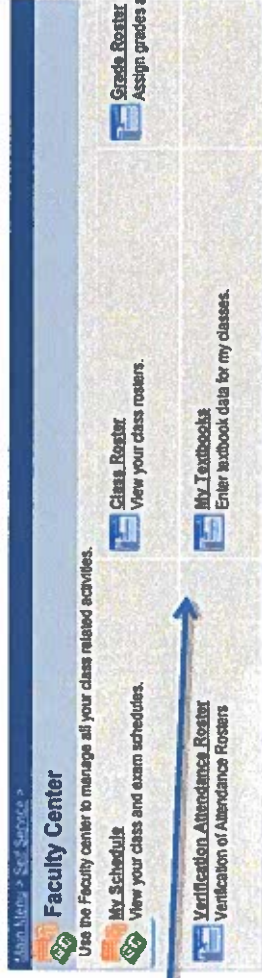 Main Menu > Self Service >
Faculty Center
Use the Faculty center to manage all your class related activities.
My Schedule
View your class and exam schedules.
Class Roster
View your class rosters.
Grade Roster
Assign grades a
Verification Attendance Roster
Verification of Attendance Rosters
My Textbooks
Enter textbook data for my classes.